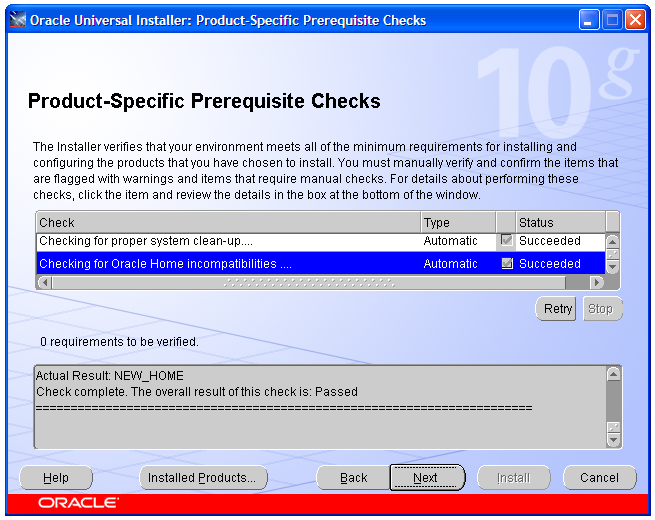 Oracle Universal Installer: Product-Specific Prerequisite Checks
10g
Product-Specific Prerequisite Checks
The Installer verifies that your environment meets all of the minimum requirements for installing and
configuring the products that you have chosen to install. You must manually verify and confirm the items that
are flagged with warnings and items that require manual checks. For details about performing these
checks, click the item and review the details in the box at the bottom of the window.
Check Type Status
Checking for proper system clean-up.... Automatic Succeeded
Checking for Oracle Home incompatibilities .... Automatic Succeeded
Retry Stop
0 requirements to be verified.
Actual Result: NEW_HOME
Check complete. The overall result of this check is: Passed
=======================================================================
Help Installed Products... Back Next Install Cancel
ORACLE